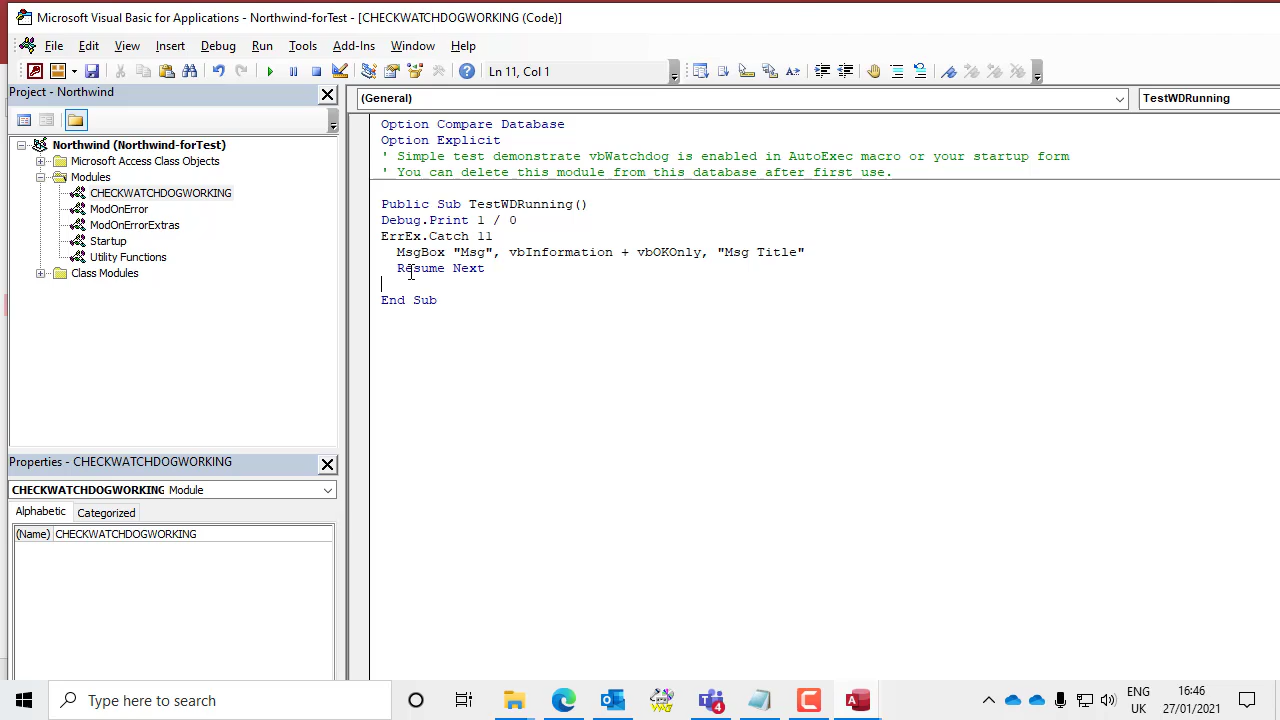 Microsoft Visual Basic for Applications - Northwind-forTest - [CHECKWATCHDOGWORKING (Code)]
File Edit View Insert Format Debug Run Tools Add-Ins Window Help
Ln 11, Col 1
Project - Northwind
(General)
TestWDRunning
Northwind (Northwind-forTest)
Microsoft Access Class Objects
Modules
CHECKWATCHDOGWORKING
ModOnError
ModOnErrorExtras
Startup
Utility Functions
Class Modules
Option Compare Database
Option Explicit
' Simple test demonstrate vbWatchdog is enabled in AutoExec macro or your startup form
' You can delete this module from this database after first use.
Public Sub TestWDRunning()
Debug.Print 1 / 0
ErrEx.Catch 11
MsgBox "Msg", vbInformation + vbOKOnly, "Msg Title"
Resume Next
End Sub
Properties - CHECKWATCHDOGWORKING
CHECKWATCHDOGWORKING Module
Alphabetic Categorized
(Name) CHECKWATCHDOGWORKING
Type here to search
4
ENG
UK
16:46
27/01/2021